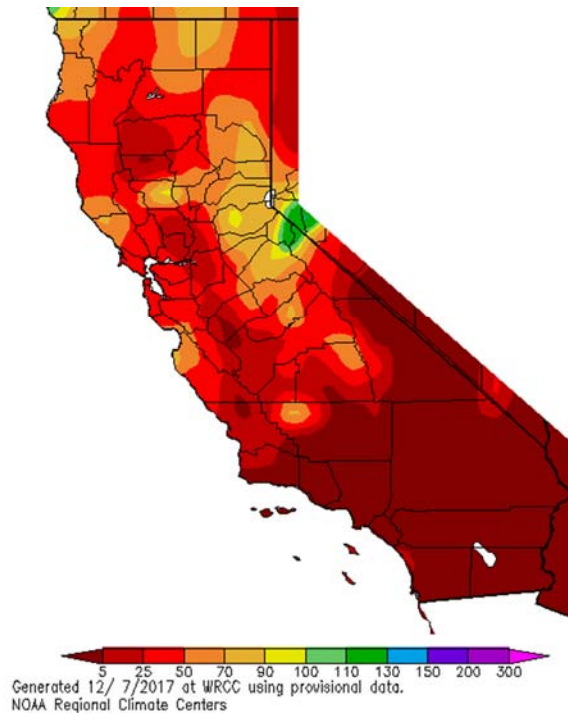 5 25 50 70 90 100 110 130 150 200 300
Generated 12/ 7/2017 at WRCC using provisional data.
NOAA Regional Climate Centers